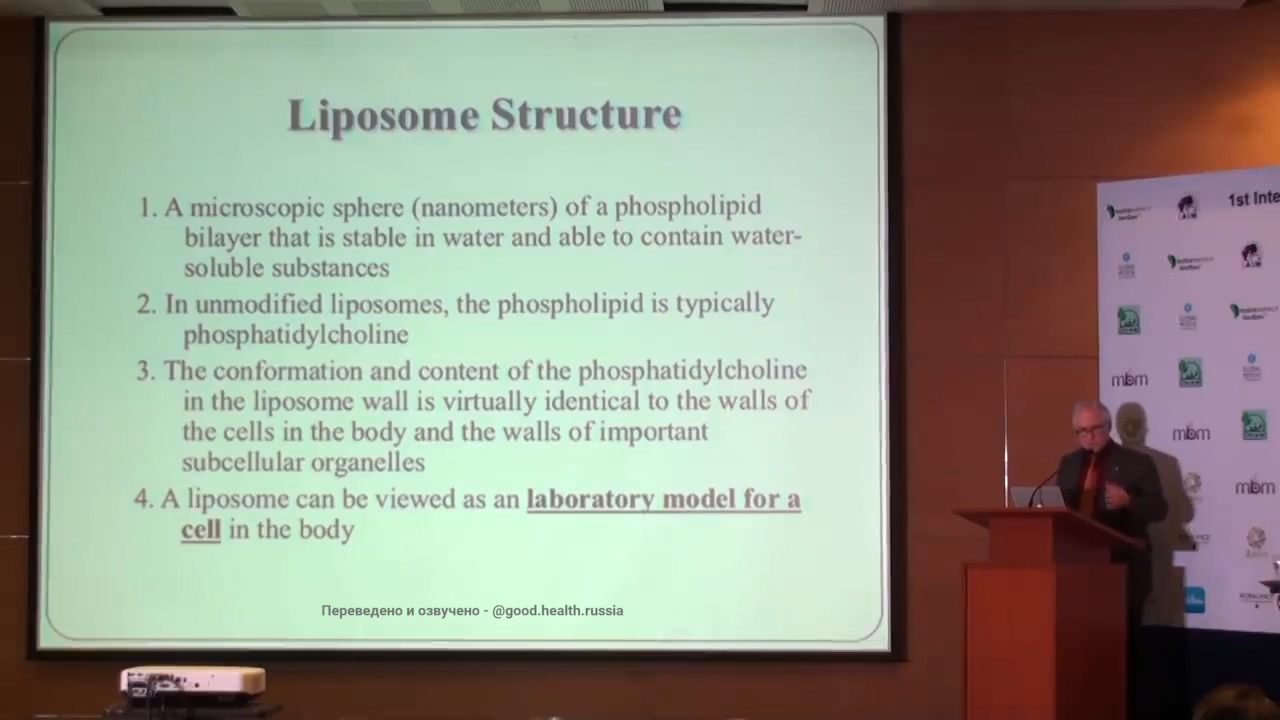 Liposome Structure
1. A microscopic sphere (nanometers) of a phospholipid
bilayer that is stable in water and able to contain water-
soluble substances
2. In unmodified liposomes, the phospholipid is typically
phosphatidylcholine
3. The conformation and content of the phosphatidylcholine
in the liposome wall is virtually identical to the walls of
the cells in the body and the walls of important
subcellular organelles
4. A liposome can be viewed as an laboratory model for a
cell in the body
Переведено и озвучено - @good.health.russia
1st Inte
mbm
mbm
mbm